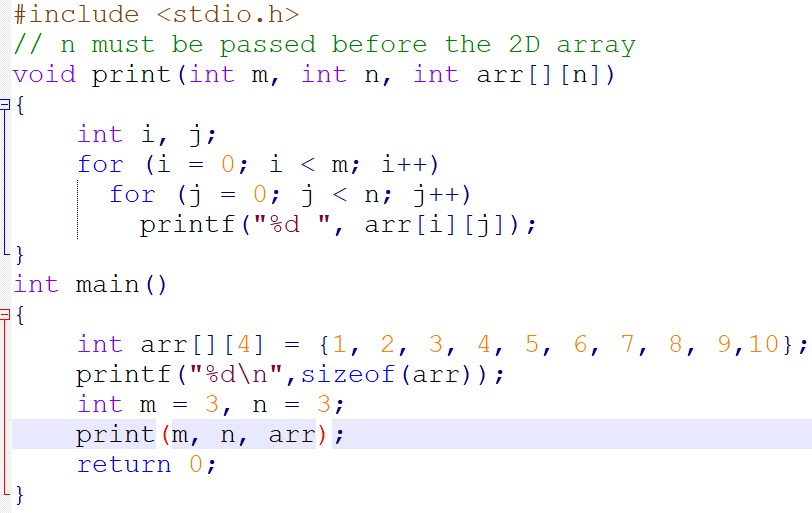 #include <stdio.h>
// n must be passed before the 2D array
void print(int m, int n, int arr[][n])
{
    int i, j;
    for (i = 0; i < m; i++)
      for (j = 0; j < n; j++)
        printf("%d ", arr[i][j]);
}
int main()
{
    int arr[][4] = {1, 2, 3, 4, 5, 6, 7, 8, 9,10};
    printf("%d\n",sizeof(arr));
    int m = 3, n = 3;
    print(m, n, arr);
    return 0;
}